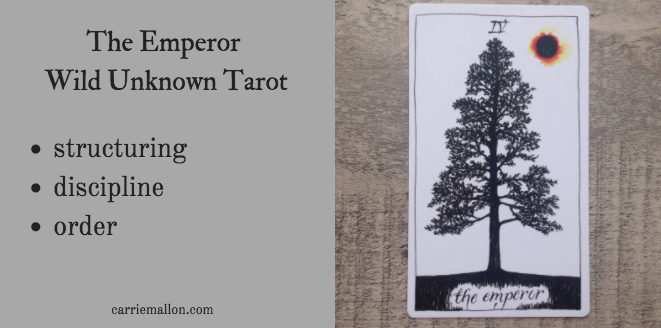 The Emperor
Wild Unknown Tarot
structuring
discipline
order
carriemallon.com
IV
the emperor